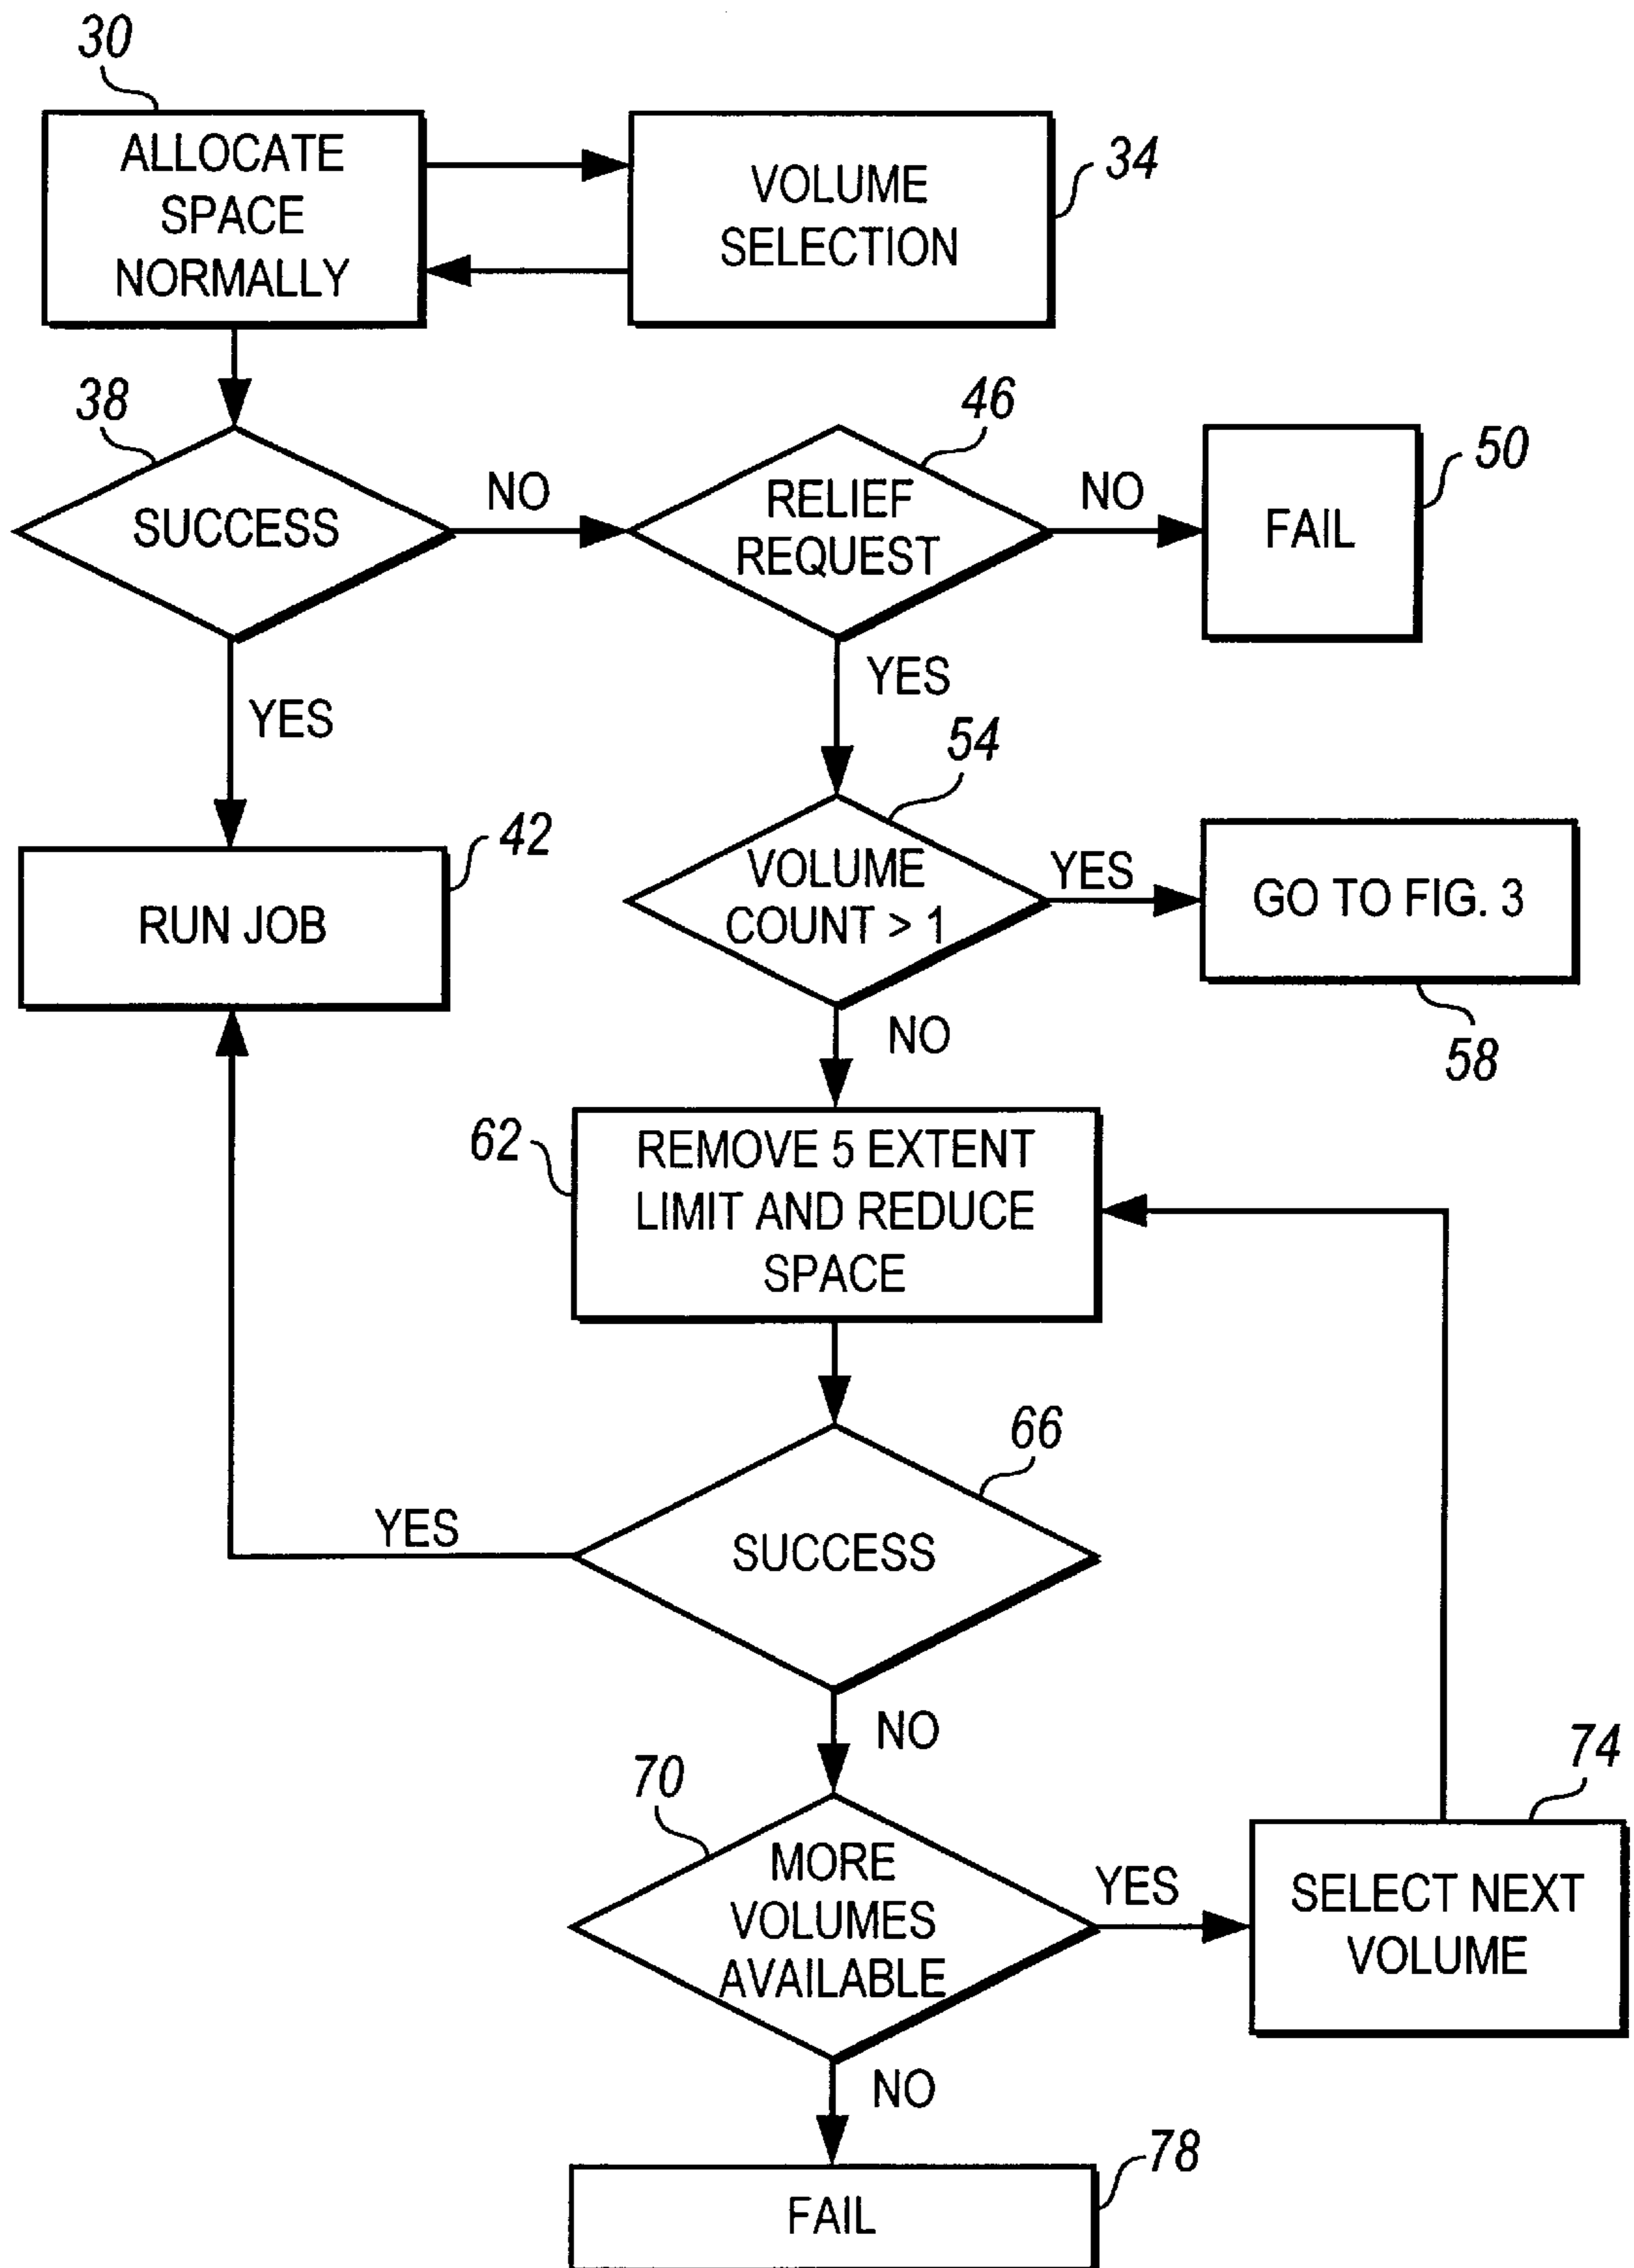 30
ALLOCATE
SPACE
NORMALLY
VOLUME
SELECTION
34
38
SUCCESS
NO
46
RELIEF
REQUEST
NO
50
FAIL
YES
YES
54
42
RUN JOB
VOLUME
COUNT > 1
YES
GO TO FIG. 3
58
NO
62
REMOVE 5 EXTENT
LIMIT AND REDUCE
SPACE
66
YES
SUCCESS
NO
70
74
MORE
VOLUMES
AVAILABLE
YES
SELECT NEXT
VOLUME
NO
78
FAIL